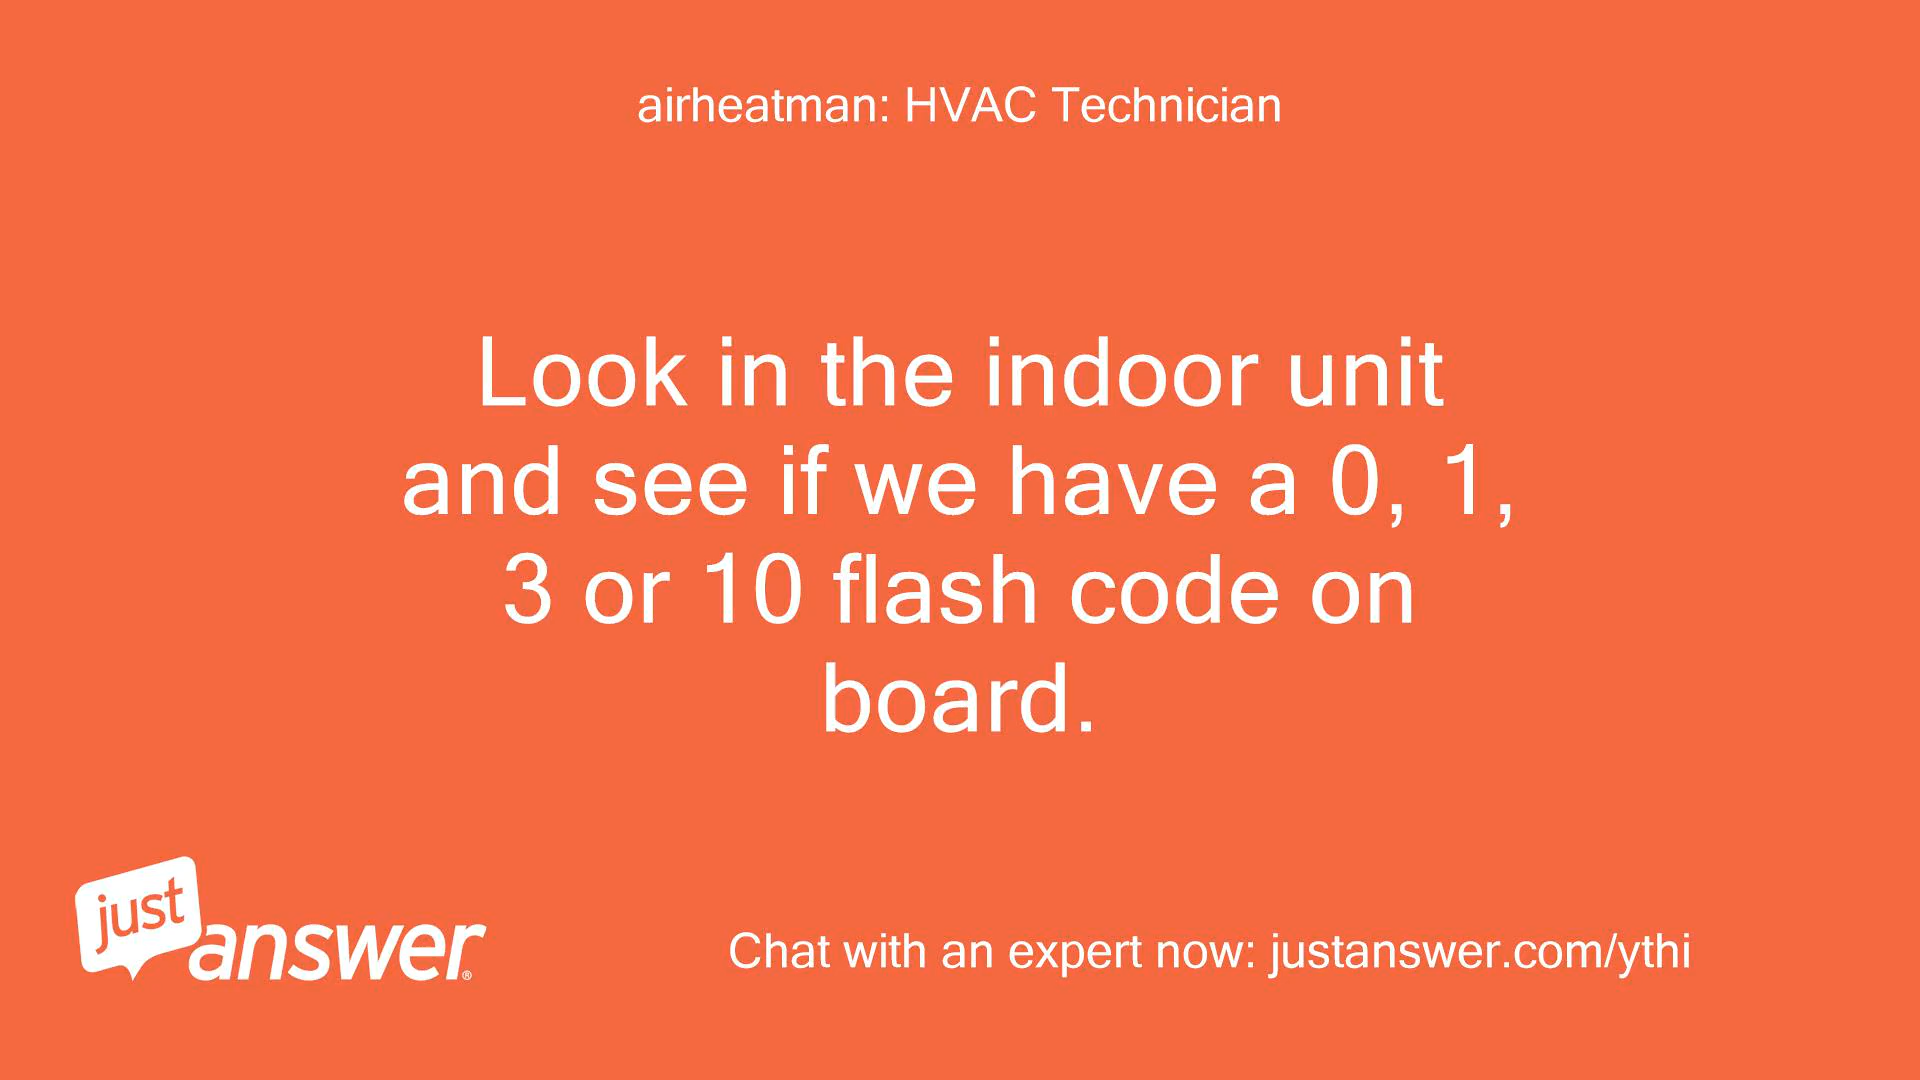 airheatman: HVAC Technician
Look in the indoor unit
and see if we have a 0, 1,
3 or 10 flash code on
board.
just
answer®
Chat with an expert now: justanswer.com/ythi